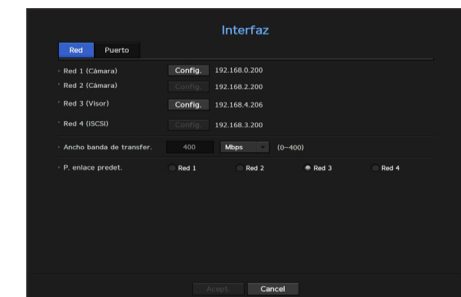 Interfaz
Red Puerto
· Red 1 (Cámara) Config. 192.168.0.200
· Red 2 (Cámara) Config. 192.168.2.200
· Red 3 (Visor) Config. 192.168.4.206
· Red 4 (iSCSI) Config. 192.168.3.200
· Ancho banda de transfer. 400 Mbps (0~400)
· P. enlace predet. Red 1 Red 2 Red 3 Red 4
Acept. Cancel